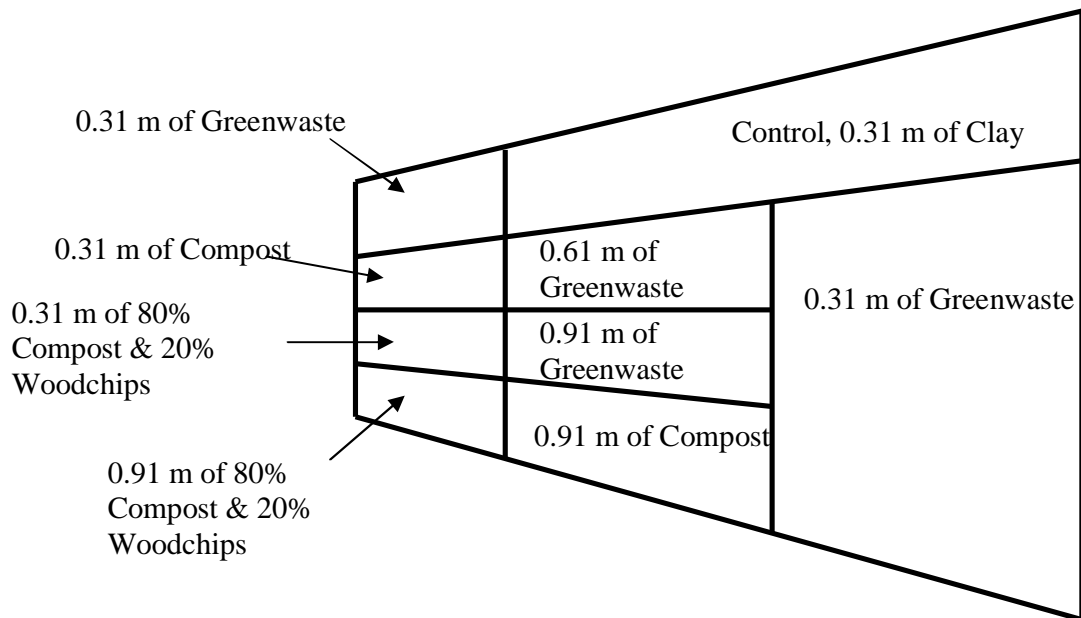 0.31 m of Greenwaste
Control, 0.31 m of Clay
0.31 m of Compost
0.61 m of
Greenwaste
0.31 m of Greenwaste
0.31 m of 80%
Compost & 20%
Woodchips
0.91 m of
Greenwaste
0.91 m of Compost
0.91 m of 80%
Compost & 20%
Woodchips